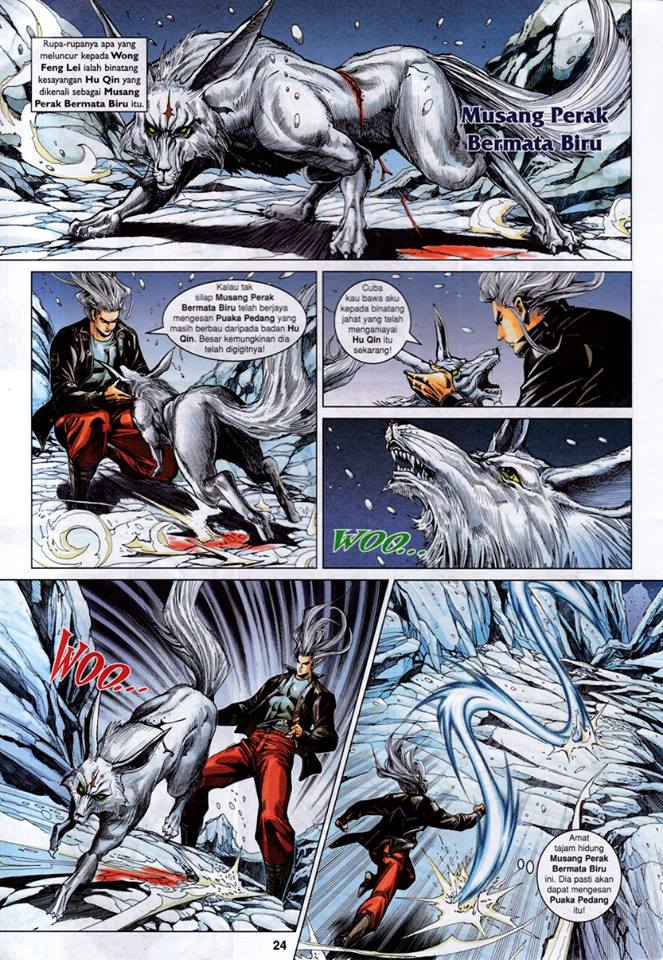 Rupa-rupanya apa yang
meluncur kepada Wong
Feng Lei ialah binatang
kesayangan Hu Qin yang
dikenali sebagai Musang
Perak Bermata Biru itu.
Musang Perak
Bermata Biru
Kalau tak
silap Musang Perak
Bermata Biru telah berjaya
mengesan Puaka Pedang yang
masih berbau daripada badan Hu
Qin. Besar kemungkinan dia
telah digigitnya!
Cuba
kau bawa aku
kepada binatang
jahat yang telah
menganiayai
Hu Qin itu
sekarang!
WOO...
WOO...
Amat
tajam hidung
Musang Perak
Bermata Biru
ini. Dia pasti akan
dapat mengesan
Puaka Pedang
itu!
24